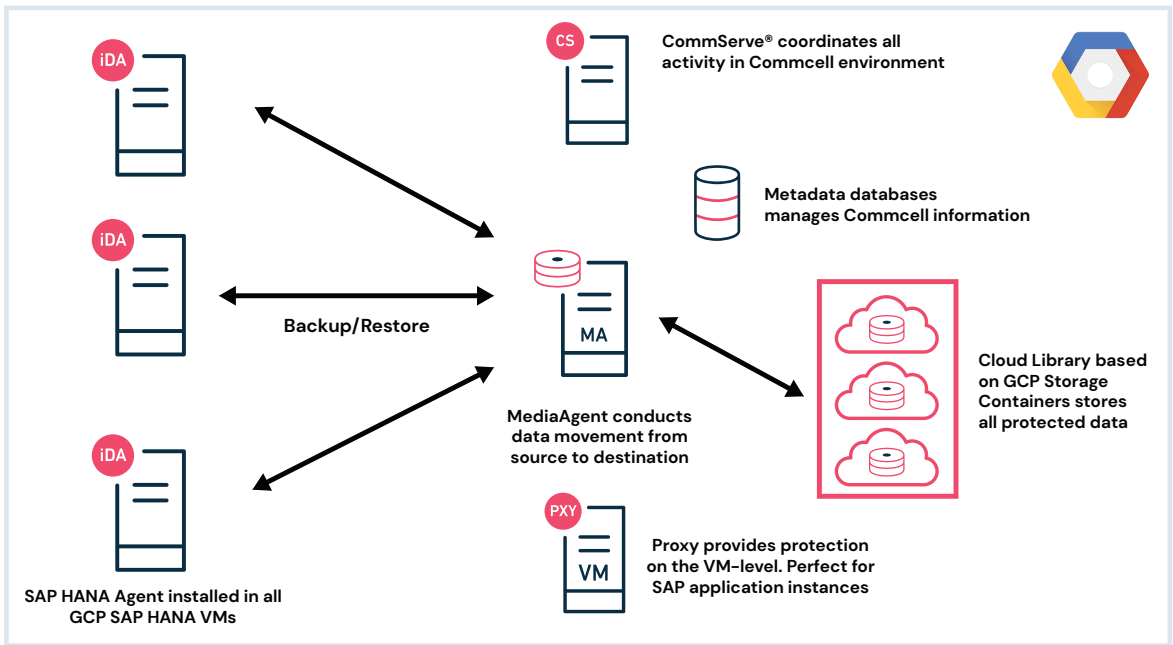 iDA
CS
CommServe® coordinates all
activity in Commcell environment
iDA
Metadata databases
manages Commcell information
Backup/Restore
MA
MediaAgent conducts
data movement from
source to destination
Cloud Library based
on GCP Storage
Containers stores
all protected data
iDA
SAP HANA Agent installed in all
GCP SAP HANA VMs
PXY
VM
Proxy provides protection
on the VM-level. Perfect for
SAP application instances